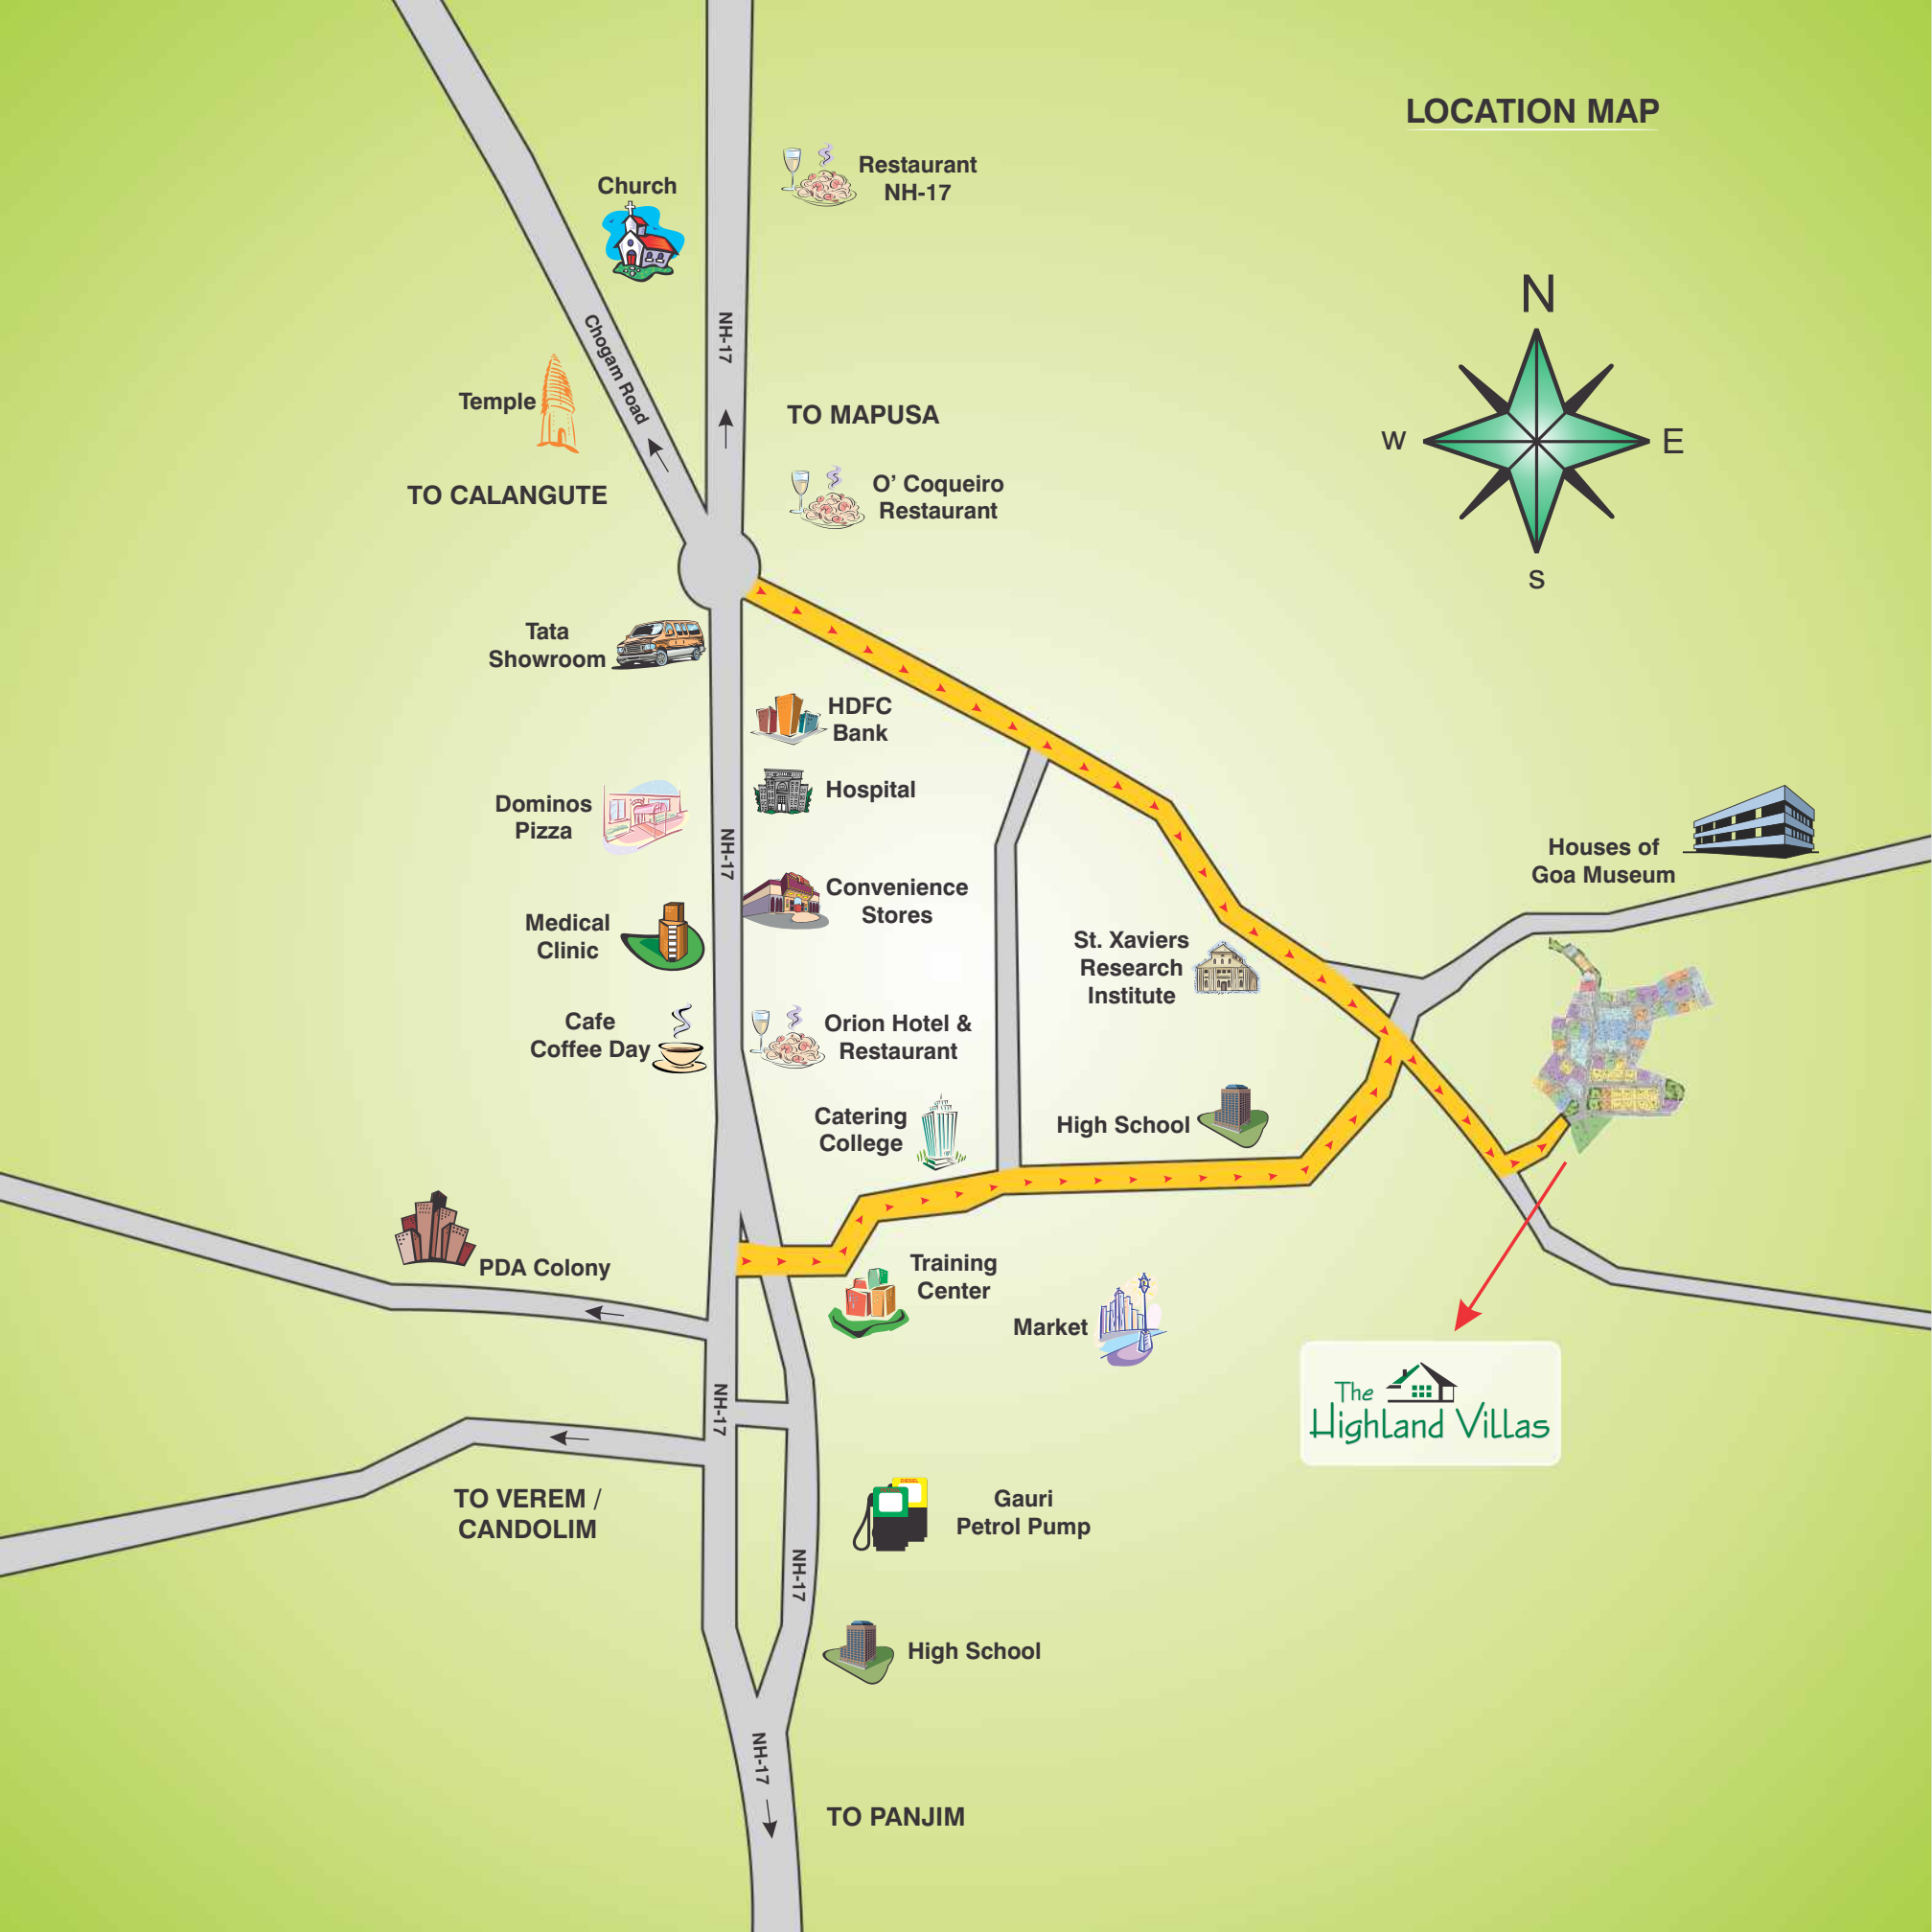 LOCATION MAP
Restaurant
NH-17
Church
N
NH-17
Chogam Road
Temple
TO MAPUSA
W
E
O’ Coqueiro
Restaurant
TO CALANGUTE
S
Tata
Showroom
HDFC
Bank
Hospital
Dominos
Pizza
NH-17
Houses of
Goa Museum
Convenience
Stores
Medical
Clinic
St. Xaviers
Research
Institute
Cafe
Coffee Day
Orion Hotel &
Restaurant
Catering
College
High School
PDA Colony
Training
Center
Market
NH-17
The
Highland Villas
TO VEREM /
CANDOLIM
DIESEL
Gauri
Petrol Pump
NH-17
High School
NH-17
TO PANJIM